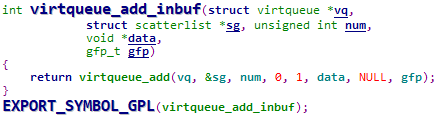 int virtqueue_add_inbuf(struct virtqueue *vq,
struct scatterlist *sg, unsigned int num,
void *data,
gfp_t gfp)
{
return virtqueue_add(vq, &sg, num, 0, 1, data, NULL, gfp);
}
EXPORT_SYMBOL_GPL(virtqueue_add_inbuf);